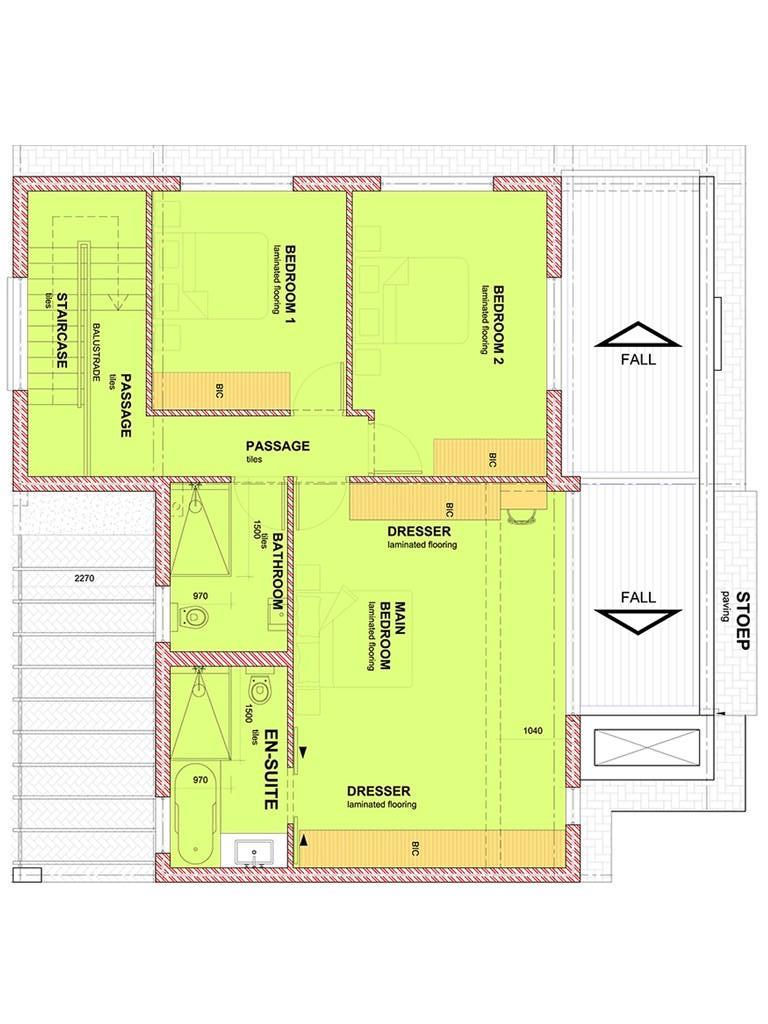 BEDROOM 1
laminated flooring
BEDROOM 2
laminated flooring
STAIRCASE
tiles
BALUSTRADE
PASSAGE
tiles
FALL
BIC
PASSAGE
tiles
BIC
BIC
DRESSER
laminated flooring
1500
tiles
BATHROOM
2270
970
MAIN
BEDROOM
laminated flooring
FALL
STOEP
paving
1500
tiles
EN-SUITE
1040
970
DRESSER
laminated flooring
BIC